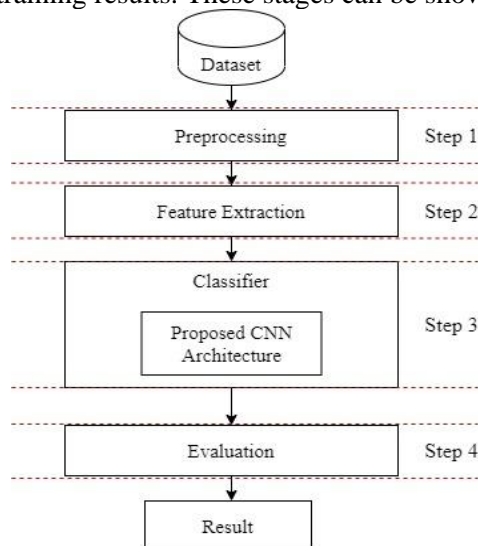 training results. These stages can be show
Dataset
Preprocessing Step 1
Feature Extraction Step 2
Classifier
Proposed CNN
Architecture
Step 3
Evaluation Step 4
Result